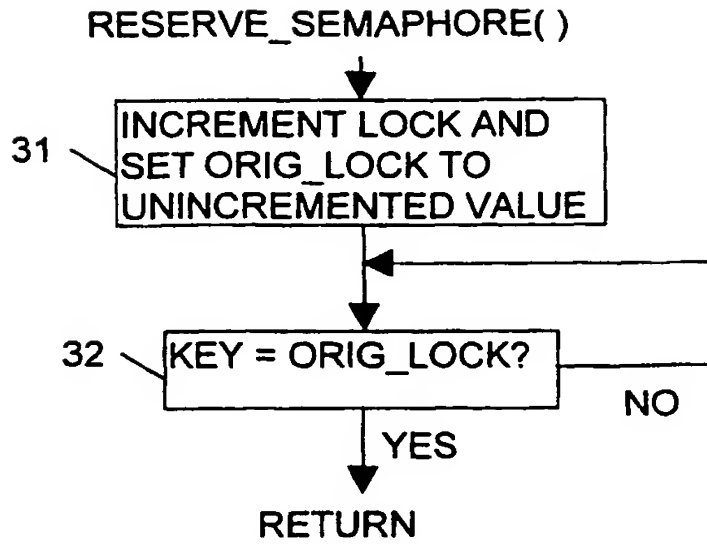 RESERVE_SEMAPHORE( )
31
INCREMENT LOCK AND
SET ORIG_LOCK TO
UNINCREMENTED VALUE
32
KEY = ORIG_LOCK?
NO
YES
RETURN